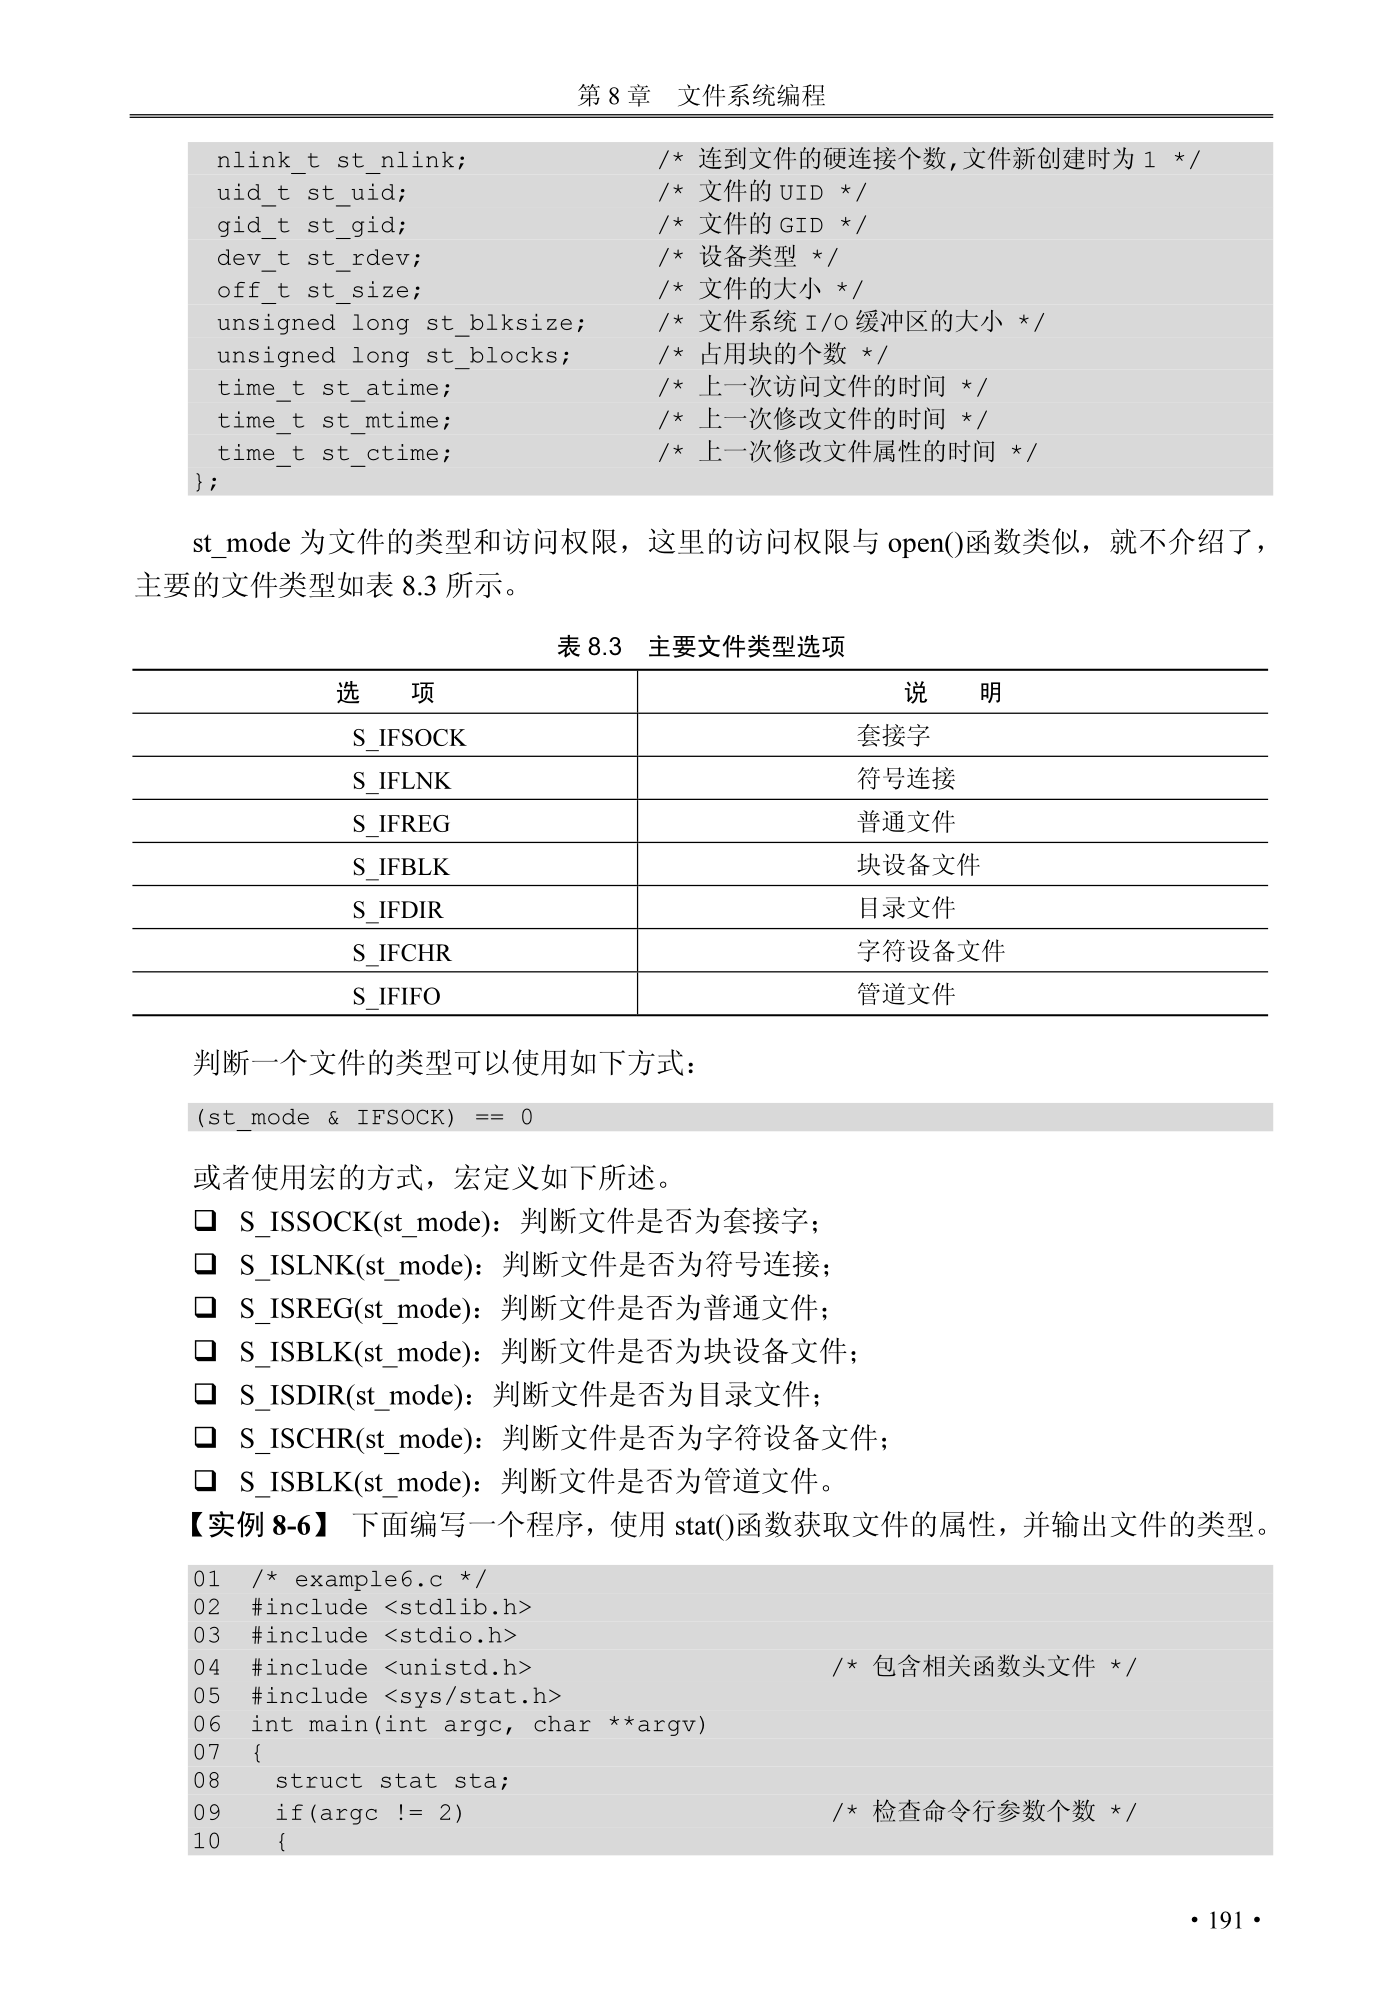 第 8 章 文件系统编程
nlink_t st_nlink; /* 连到文件的硬连接个数,文件新创建时为 1 */
uid_t st_uid; /* 文件的 UID */
gid_t st_gid; /* 文件的 GID */
dev_t st_rdev; /* 设备类型 */
off_t st_size; /* 文件的大小 */
unsigned long st_blksize; /* 文件系统 I/O 缓冲区的大小 */
unsigned long st_blocks; /* 占用块的个数 */
time_t st_atime; /* 上一次访问文件的时间 */
time_t st_mtime; /* 上一次修改文件的时间 */
time_t st_ctime; /* 上一次修改文件属性的时间 */
};
st_mode 为文件的类型和访问权限，这里的访问权限与 open()函数类似，就不介绍了，
主要的文件类型如表 8.3 所示。
表 8.3 主要文件类型选项
选 项 说 明
S_IFSOCK 套接字
S_IFLNK 符号连接
S_IFREG 普通文件
S_IFBLK 块设备文件
S_IFDIR 目录文件
S_IFCHR 字符设备文件
S_IFIFO 管道文件
判断一个文件的类型可以使用如下方式：
(st_mode & IFSOCK) == 0
或者使用宏的方式，宏定义如下所述。
❑ S_ISSOCK(st_mode)：判断文件是否为套接字；
❑ S_ISLNK(st_mode)：判断文件是否为符号连接；
❑ S_ISREG(st_mode)：判断文件是否为普通文件；
❑ S_ISBLK(st_mode)：判断文件是否为块设备文件；
❑ S_ISDIR(st_mode)：判断文件是否为目录文件；
❑ S_ISCHR(st_mode)：判断文件是否为字符设备文件；
❑ S_ISBLK(st_mode)：判断文件是否为管道文件。
【实例 8-6】 下面编写一个程序，使用 stat()函数获取文件的属性，并输出文件的类型。
01 /* example6.c */
02 #include <stdlib.h>
03 #include <stdio.h>
04 #include <unistd.h> /* 包含相关函数头文件 */
05 #include <sys/stat.h>
06 int main(int argc, char **argv)
07 {
08 struct stat sta;
09 if(argc != 2) /* 检查命令行参数个数 */
10 {
• 191 •